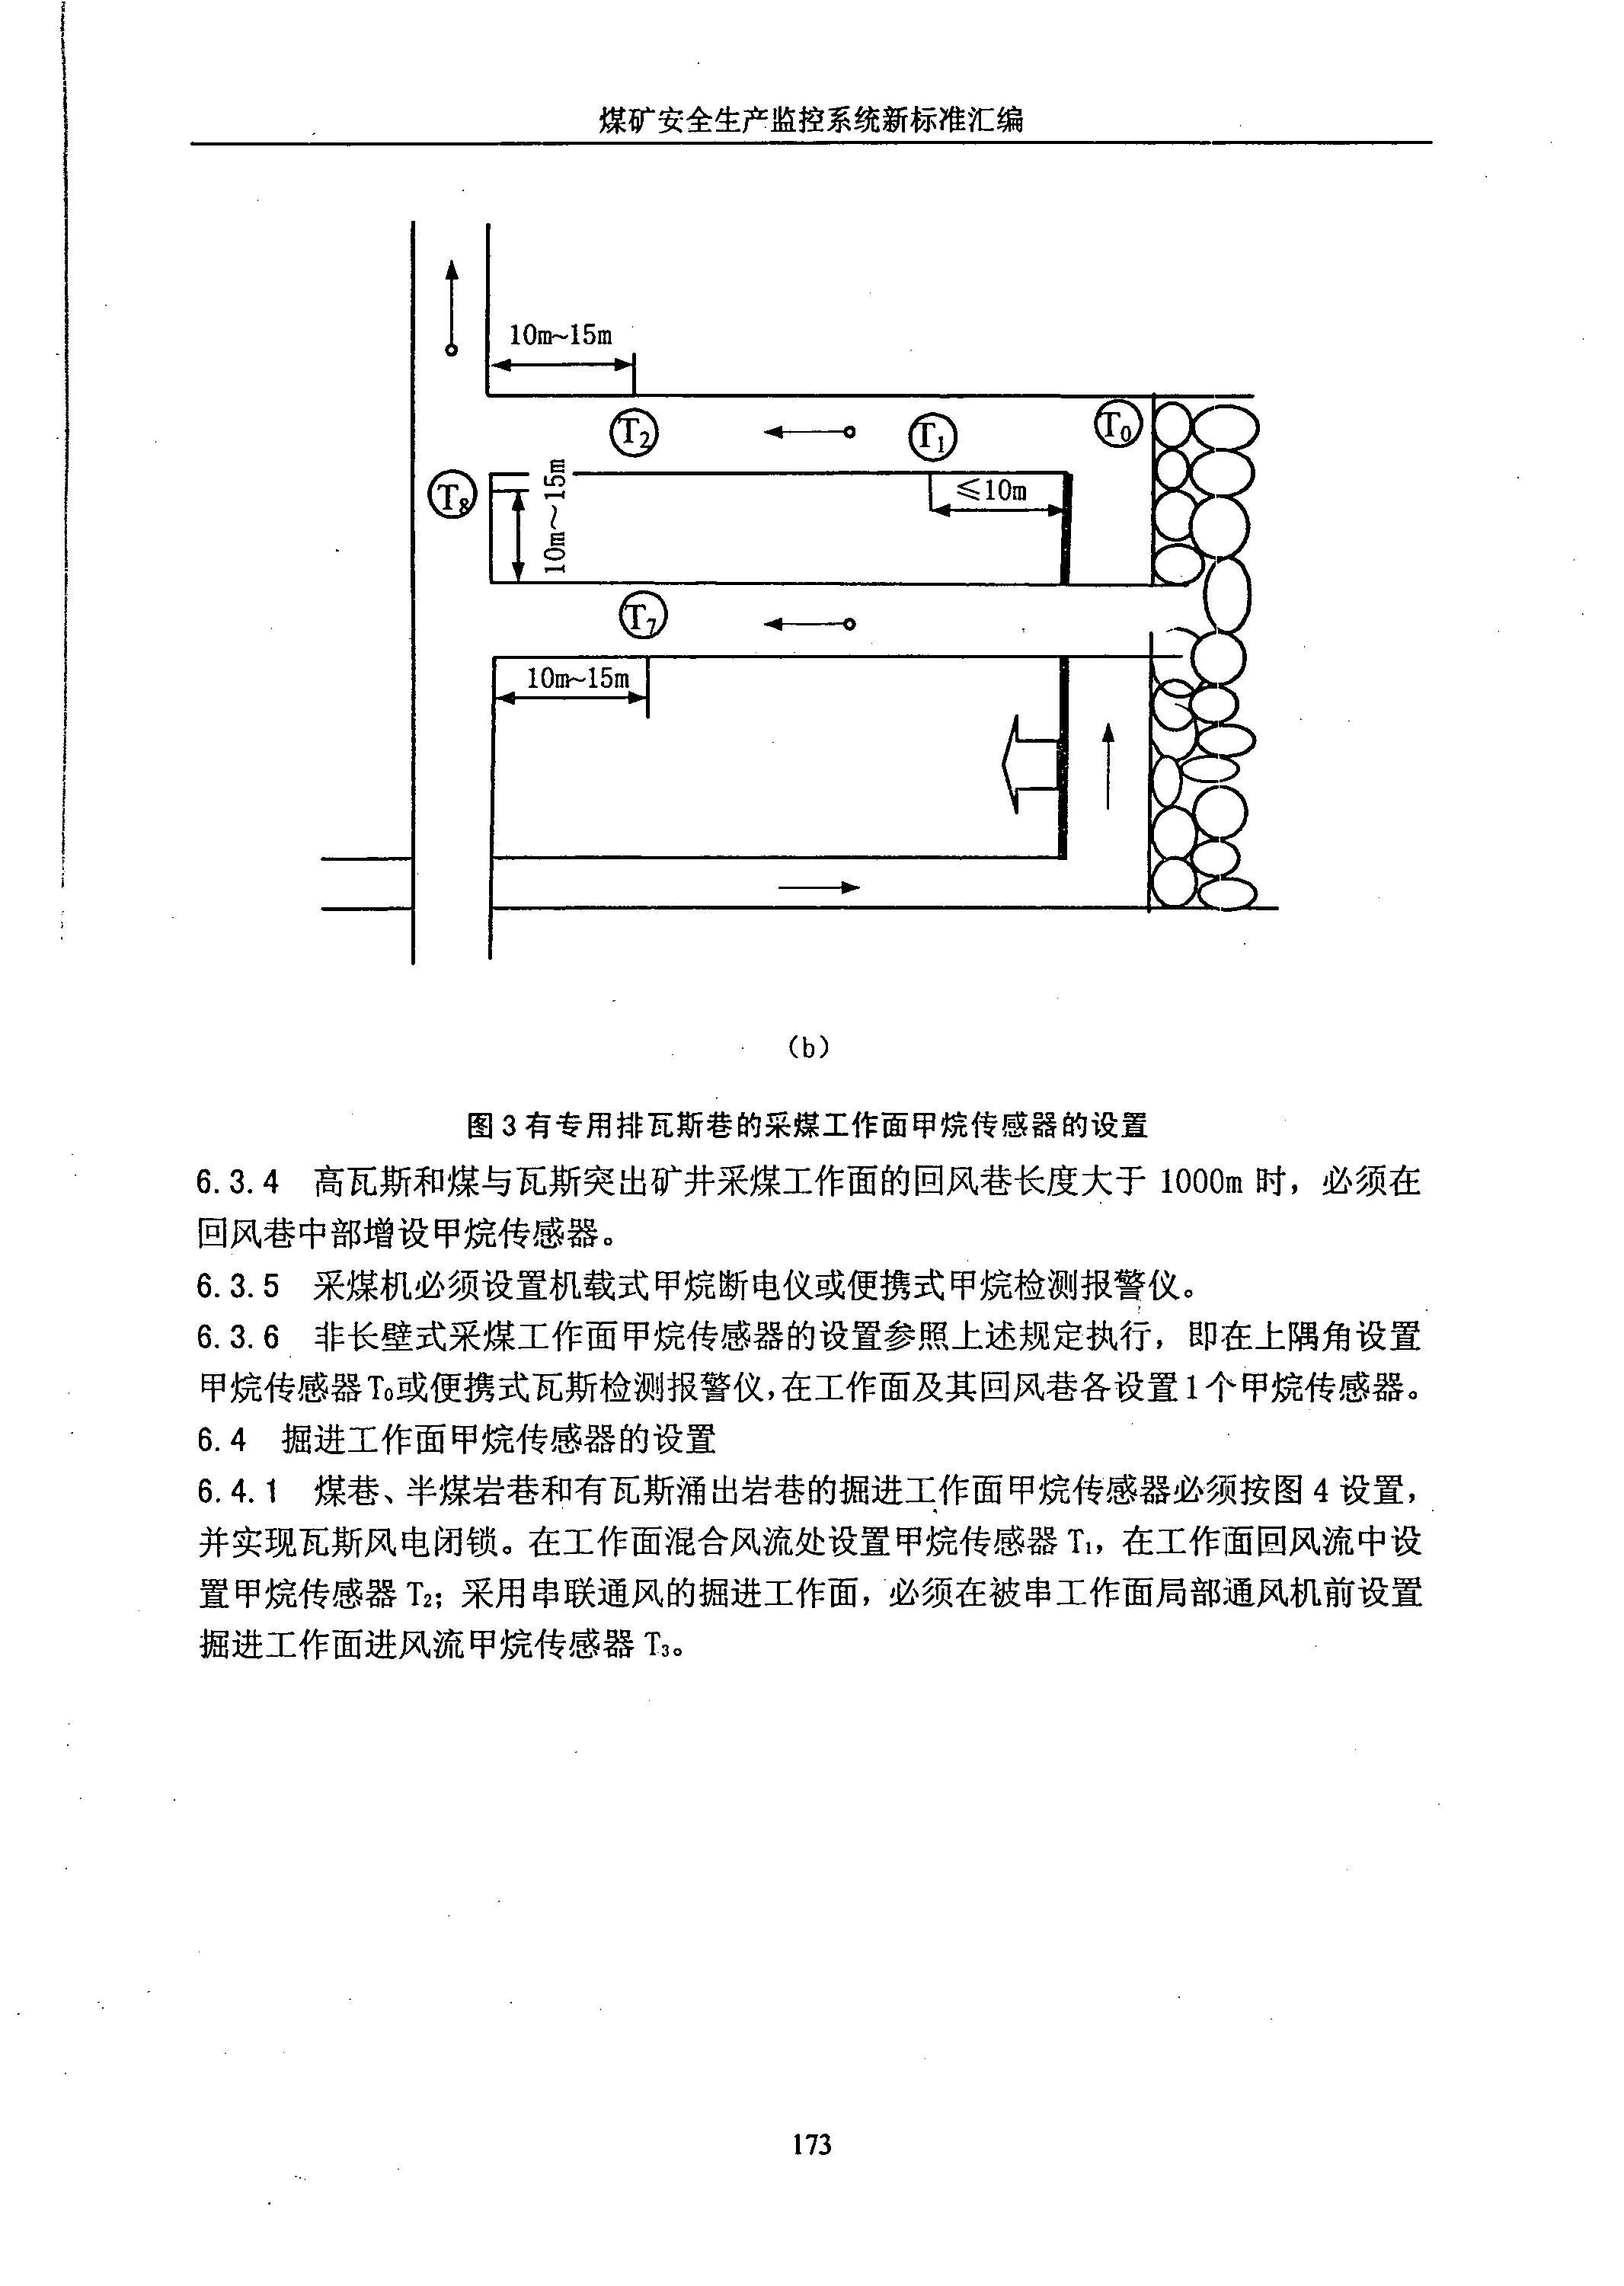 煤矿安全生产监控系统新标准汇编
10m~15m
T₂
T₁
T₀
T₈
10m~15m
≤10m
T₇
10m~15m
(b)
图3有专用排瓦斯巷的采煤工作面甲烷传感器的设置
6.3.4 高瓦斯和煤与瓦斯突出矿井采煤工作面的回风巷长度大于 1000m 时，必须在
回风巷中部增设甲烷传感器。
6.3.5 采煤机必须设置机载式甲烷断电仪或便携式甲烷检测报警仪。
6.3.6 非长壁式采煤工作面甲烷传感器的设置参照上述规定执行，即在上隅角设置
甲烷传感器T₀或便携式瓦斯检测报警仪，在工作面及其回风巷各设置1个甲烷传感器。
6.4 掘进工作面甲烷传感器的设置
6.4.1 煤巷、半煤岩巷和有瓦斯涌出岩巷的掘进工作面甲烷传感器必须按图 4 设置，
并实现瓦斯风电闭锁。在工作面混合风流处设置甲烷传感器 T₁，在工作面回风流中设
置甲烷传感器 T₂；采用串联通风的掘进工作面，必须在被串工作面局部通风机前设置
掘进工作面进风流甲烷传感器 T₃。
173